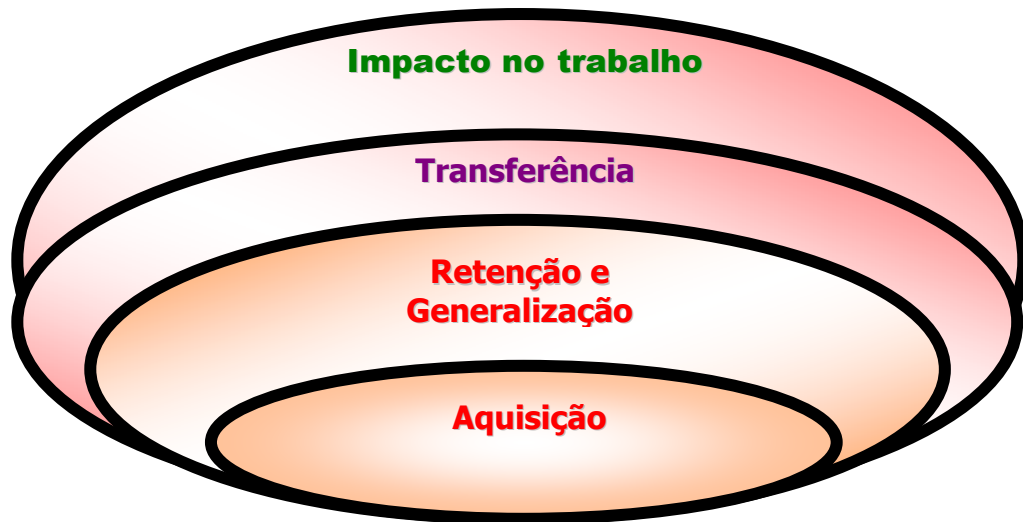 Impacto no trabalho
Transferência
Retenção e
Generalização
Aquisição